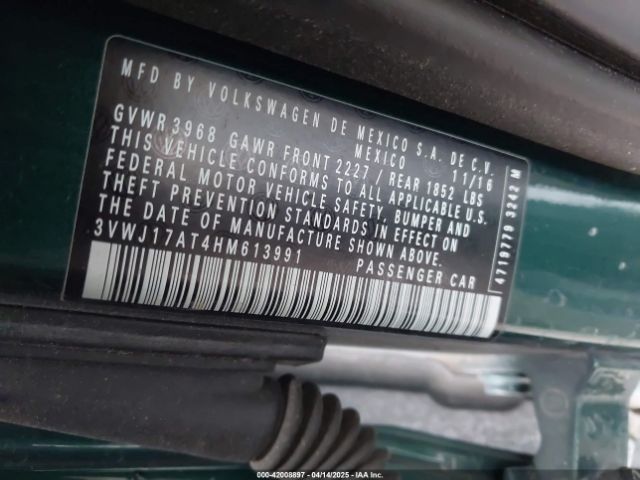 MFD BY VOLKSWAGEN DE MEXICO S.A. DE C.V.
MEXICO 11/16
GVWR 3968 GAWR FRONT 2227 / REAR 1852 LBS
THIS VEHICLE CONFORMS TO ALL APPLICABLE U.S.
FEDERAL MOTOR VEHICLE SAFETY, BUMPER AND
THEFT PREVENTION STANDARDS IN EFFECT ON
THE DATE OF MANUFACTURE SHOWN ABOVE.
3VWJ17AT4HM613991 PASSENGER CAR
4719779 3242 M
000-42008897 - 04/14/2025 - IAA Inc.